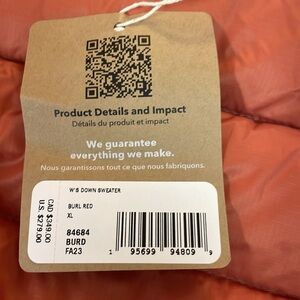 Product Details and Impact
Détails du produit et impact
We guarantee
everything we make.
Nous garantissons tout ce que nous fabriquons.
W'S DOWN SWEATER
BURL RED
XL
84684
BURD
FA23
CAD $349.00
U.S. $279.00
1 95699 94809 9